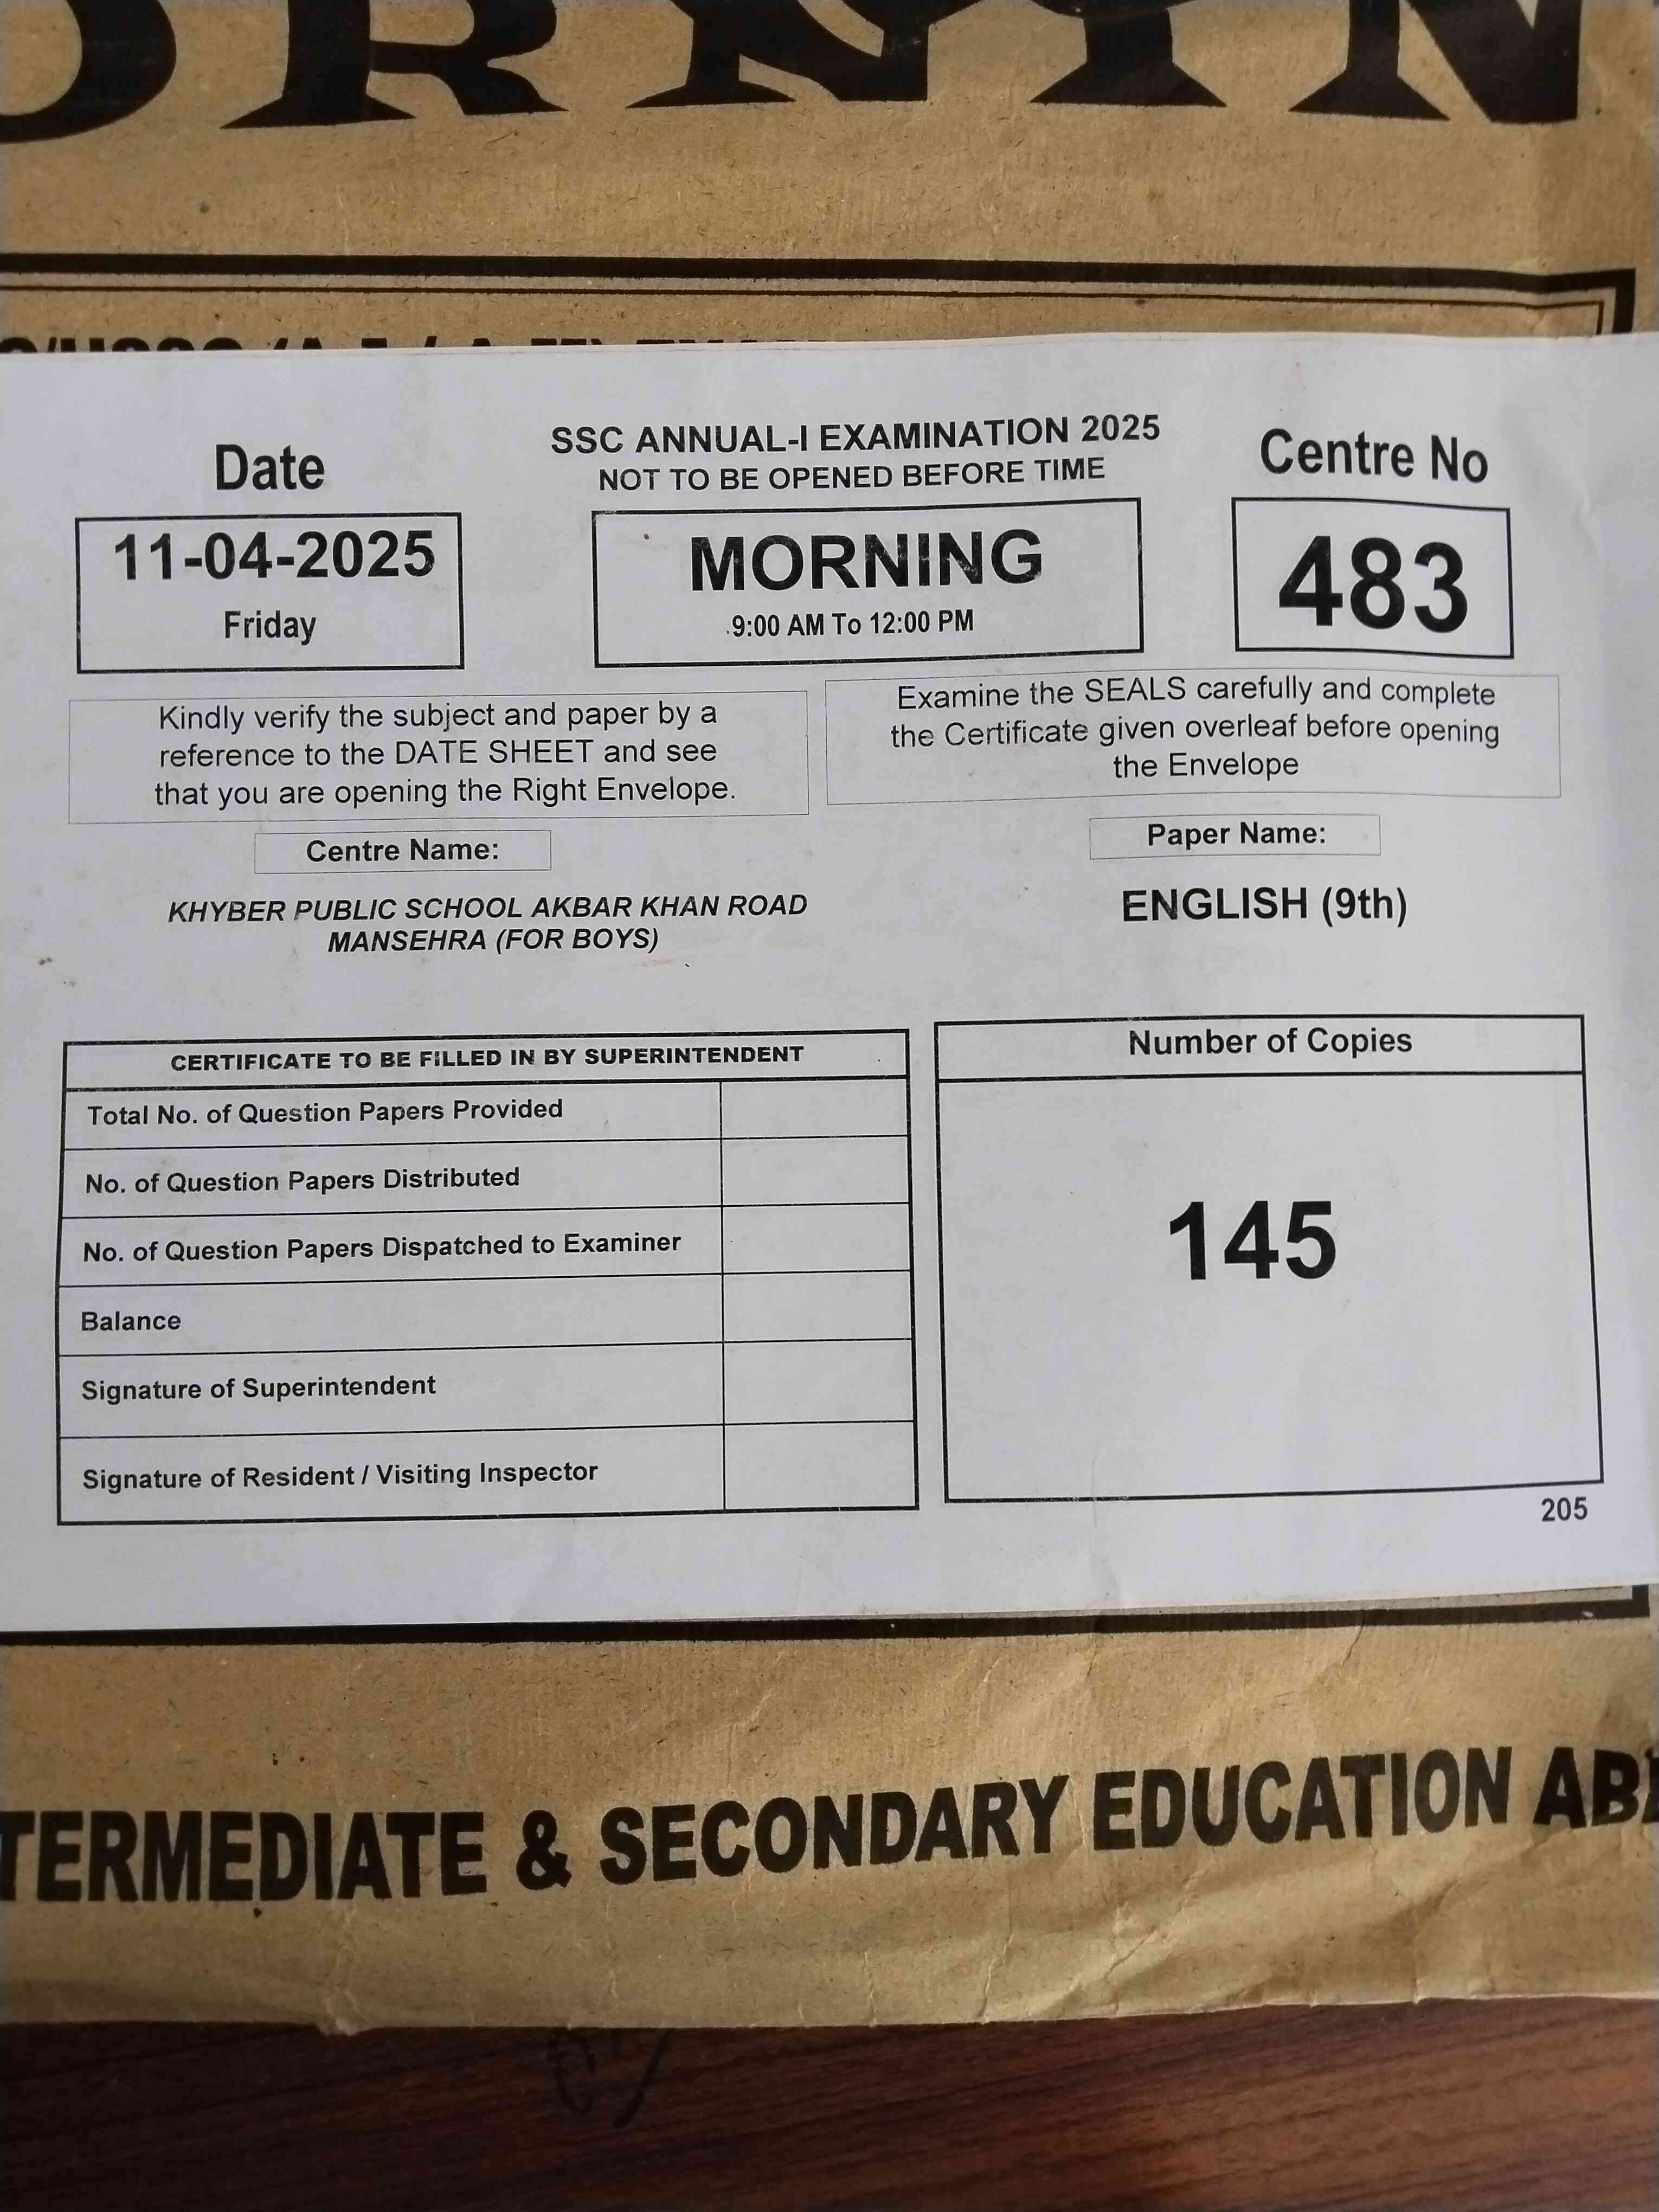 ORNIN
Date
11-04-2025
Friday
SSC ANNUAL-I EXAMINATION 2025
NOT TO BE OPENED BEFORE TIME
MORNING
9:00 AM To 12:00 PM
Centre No
483
Kindly verify the subject and paper by a
reference to the DATE SHEET and see
that you are opening the Right Envelope.
Examine the SEALS carefully and complete
the Certificate given overleaf before opening
the Envelope
Centre Name:
KHYBER PUBLIC SCHOOL AKBAR KHAN ROAD
MANSEHRA (FOR BOYS)
Paper Name:
ENGLISH (9th)
CERTIFICATE TO BE FILLED IN BY SUPERINTENDENT
Total No. of Question Papers Provided
No. of Question Papers Distributed
No. of Question Papers Dispatched to Examiner
Balance
Signature of Superintendent
Signature of Resident / Visiting Inspector
Number of Copies
145
205
TERMEDIATE & SECONDARY EDUCATION AB